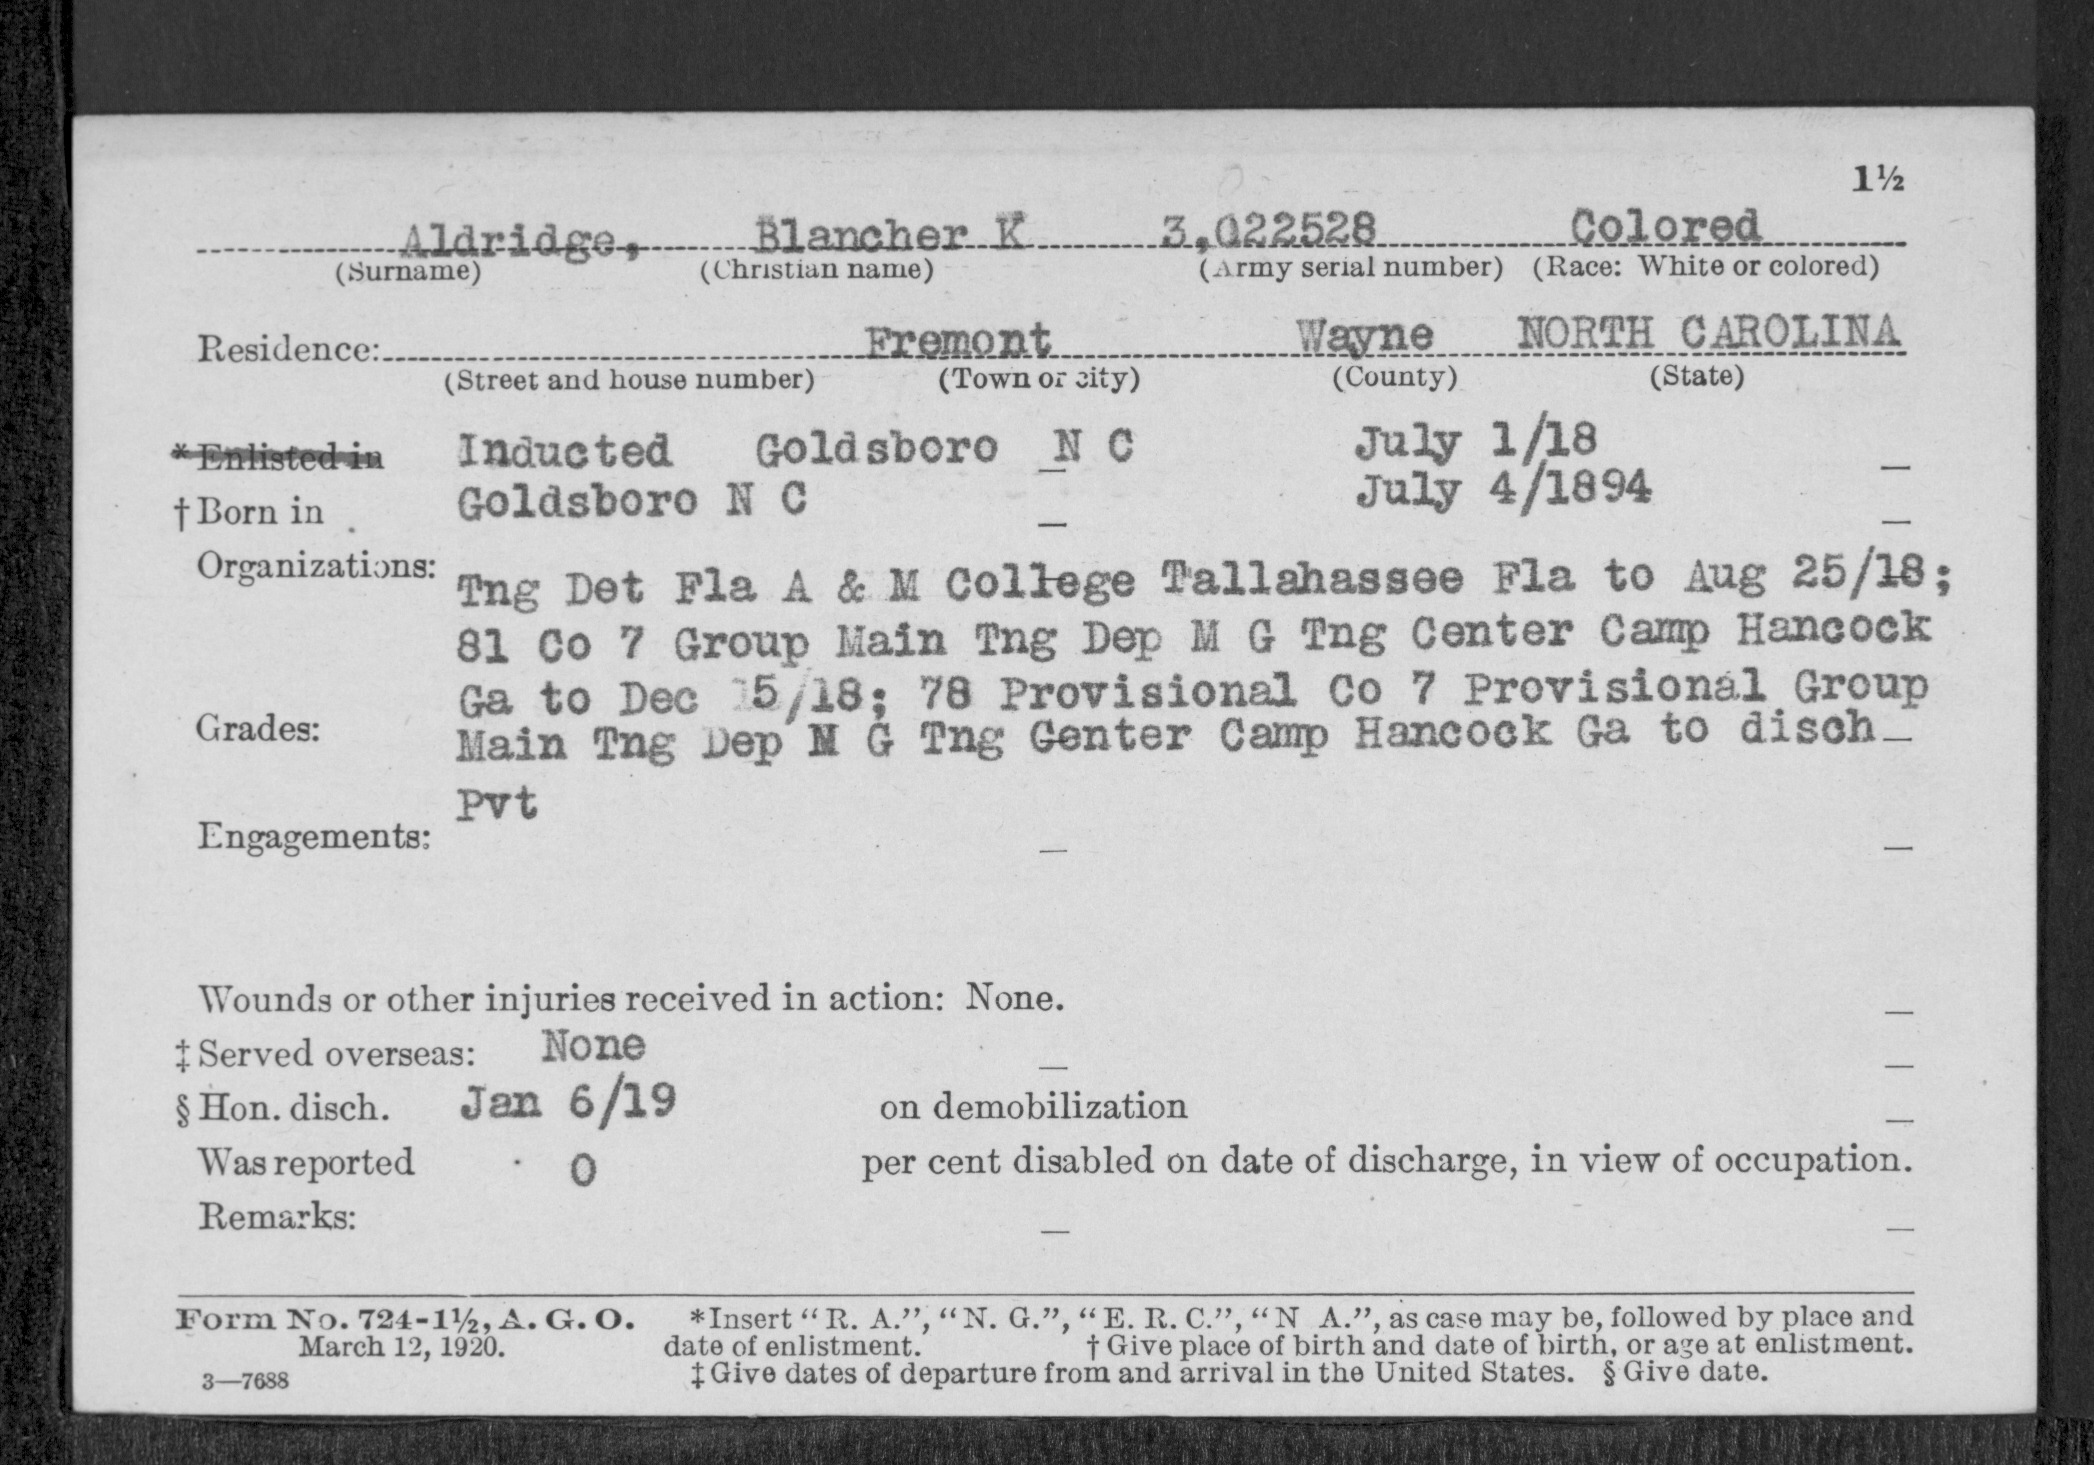 1½
Aldridge, Blancher K 3,022528 Colored
(Surname) (Christian name) (Army serial number) (Race: White or colored)
Residence: Fremont Wayne NORTH CAROLINA
(Street and house number) (Town or city) (County) (State)
*Enlisted in Inducted Goldsboro N C July 1/18
†Born in Goldsboro N C July 4/1894
Organizations: Tng Det Fla A & M College Tallahassee Fla to Aug 25/18;
81 Co 7 Group Main Tng Dep M G Tng Center Camp Hancock
Ga to Dec 15/18; 78 Provisional Co 7 Provisional Group
Grades: Main Tng Dep M G Tng Center Camp Hancock Ga to disch
Pvt
Engagements:
Wounds or other injuries received in action: None.
‡Served overseas: None
§Hon. disch. Jan 6/19 on demobilization
Was reported 0 per cent disabled on date of discharge, in view of occupation.
Remarks:
Form No. 724-1½, A. G. O. *Insert "R. A.", "N. G.", "E. R. C.", "N A.", as case may be, followed by place and
March 12, 1920. date of enlistment. †Give place of birth and date of birth, or age at enlistment.
3—7688 ‡Give dates of departure from and arrival in the United States. §Give date.